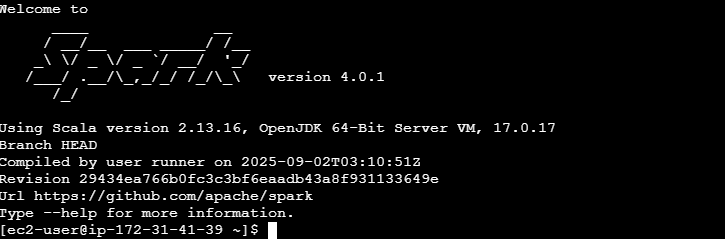 Welcome to
      ____              __
     / __/__  ___ _____/ /__
    _\ \/ _ \/ _ `/ __/  '_/
   /___/ .__/\_,_/_/ /_/\_\   version 4.0.1
      /_/
Using Scala version 2.13.16, OpenJDK 64-Bit Server VM, 17.0.17
Branch HEAD
Compiled by user runner on 2025-09-02T03:10:51Z
Revision 29434ea766b0fc3c3bf6eaadb43a8f931133649e
Url https://github.com/apache/spark
Type --help for more information.
[ec2-user@ip-172-31-41-39 ~]$